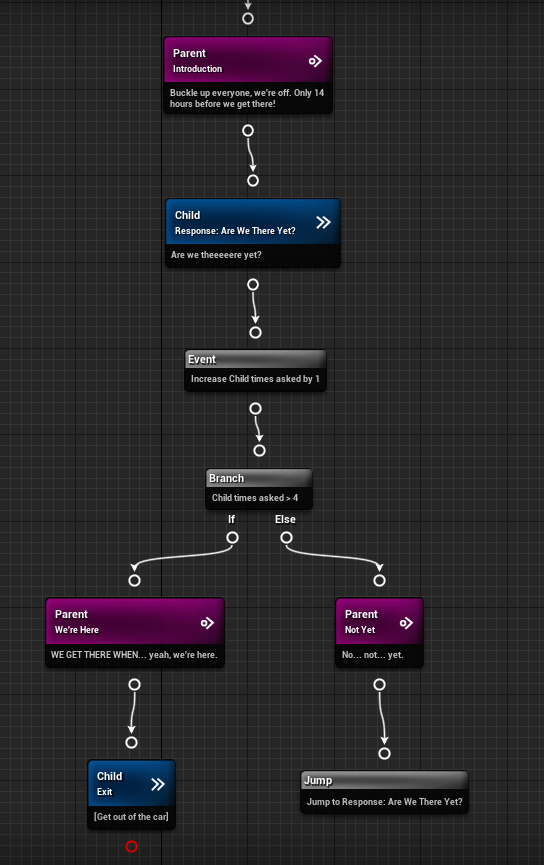 Parent
Introduction
Buckle up everyone, we're off. Only 14
hours before we get there!
Child
Response: Are We There Yet?
Are we theeeeere yet?
Event
Increase Child times asked by 1
Branch
Child times asked > 4
If
Else
Parent
We're Here
WE GET THERE WHEN... yeah, we're here.
Parent
Not Yet
No... not... yet.
Child
Exit
[Get out of the car]
Jump
Jump to Response: Are We There Yet?